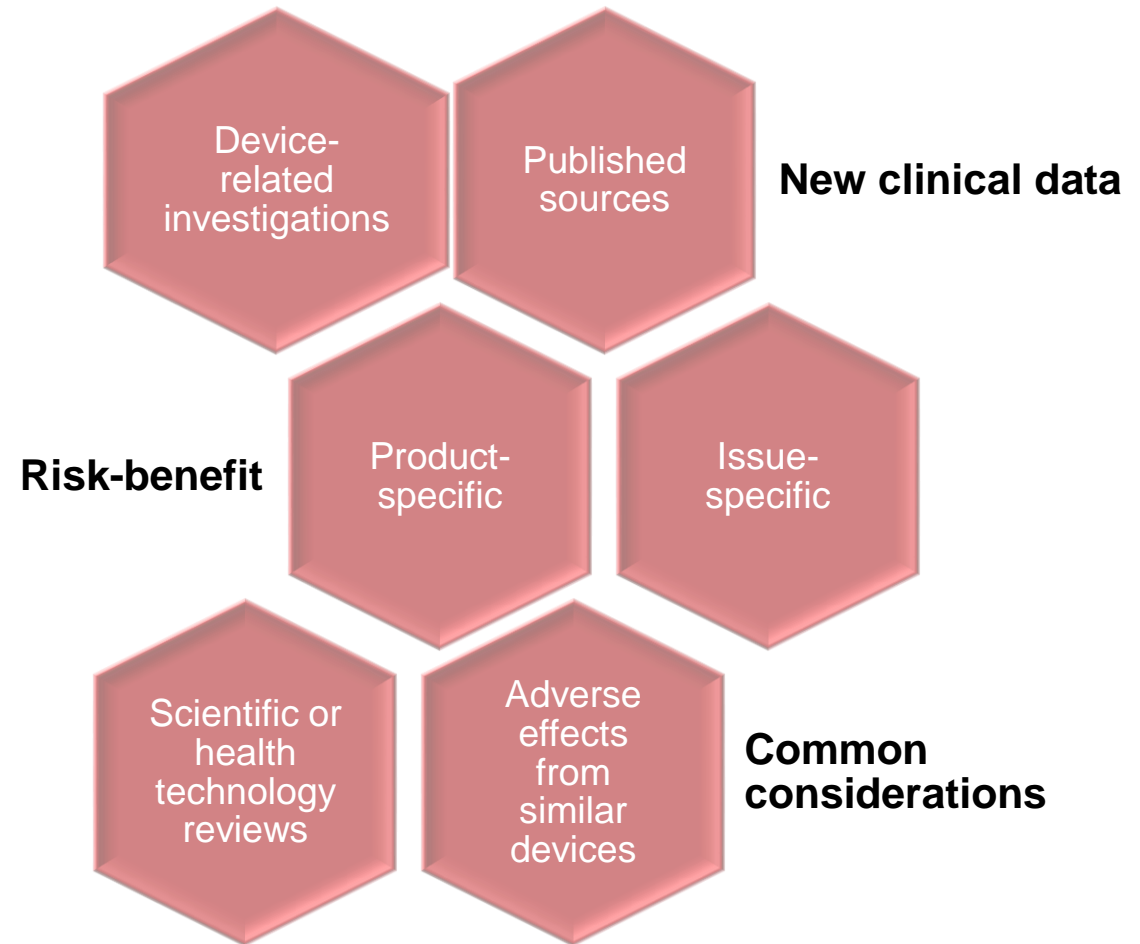 Device-
related
investigations
Published
sources
New clinical data
Risk-benefit
Product-
specific
Issue-
specific
Scientific or
health
technology
reviews
Adverse
effects
from
similar
devices
Common
considerations